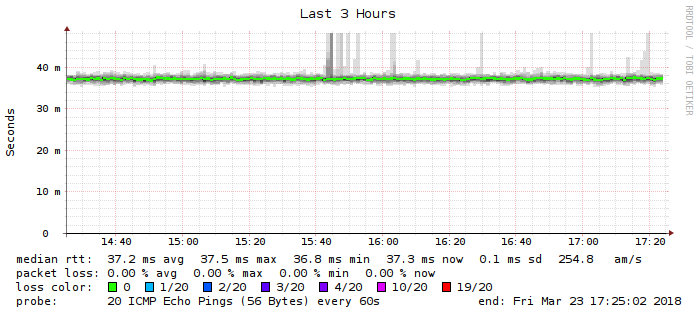 Last 3 Hours
RRDTOOL / TOBI OETIKER
Seconds
40 m
30 m
20 m
10 m
0
14:40 15:00 15:20 15:40 16:00 16:20 16:40 17:00 17:20
median rtt: 37.2 ms avg 37.5 ms max 36.8 ms min 37.3 ms now 0.1 ms sd 254.8 am/s
packet loss: 0.00 % avg 0.00 % max 0.00 % min 0.00 % now
loss color: 0 1/20 2/20 3/20 4/20 10/20 19/20
probe: 20 ICMP Echo Pings (56 Bytes) every 60s end: Fri Mar 23 17:25:02 2018